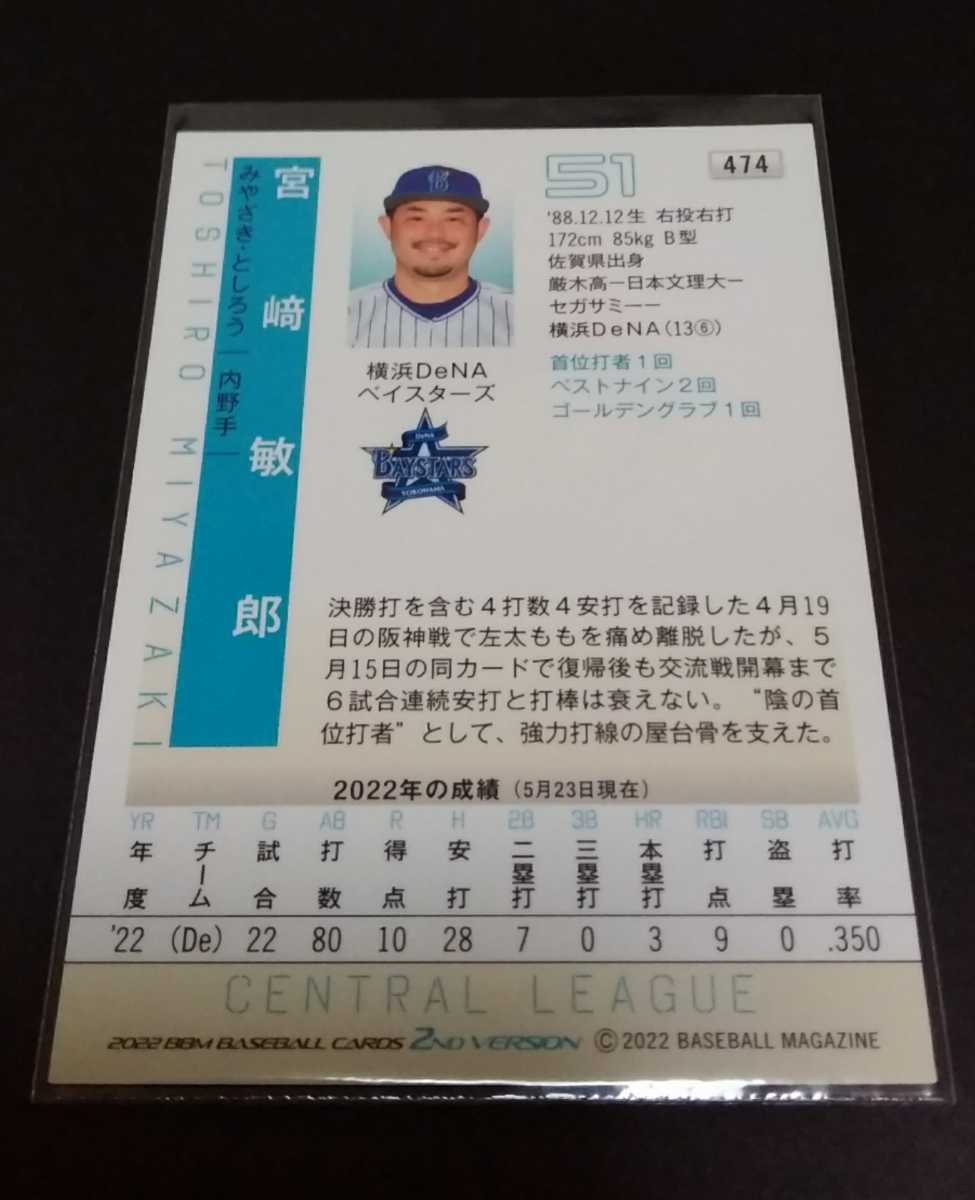 474
51
'88.12.12生 右投右打
172cm 85kg B型
佐賀県出身
厳木高ー日本文理大ー
セガサミーー
横浜DeNA(13⑥)
首位打者1回
ベストナイン2回
ゴールデングラブ1回
宮﨑敏郎
みやざき・としろう|内野手|
TOSHIRO MIYAZAKI
横浜DeNA
ベイスターズ
DeNA
BAYSTARS
YOKOHAMA
決勝打を含む4打数4安打を記録した4月19
日の阪神戦で左太ももを痛め離脱したが、5
月15日の同カードで復帰後も交流戦開幕まで
6試合連続安打と打棒は衰えない。“陰の首
位打者”として、強力打線の屋台骨を支えた。
2022年の成績(5月23日現在)
YR TM G AB R H 2B 3B HR RBI SB AVG
年度 チーム 試合 打数 得点 安打 二塁打 三塁打 本塁打 打点 盗塁 打率
'22 (De) 22 80 10 28 7 0 3 9 0 .350
CENTRAL LEAGUE
2022 BBM BASEBALL CARDS 2ND VERSION ©2022 BASEBALL MAGAZINE